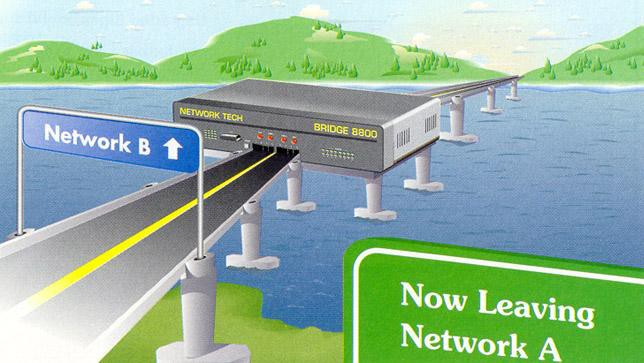 NETWORK TECH
BRIDGE 8800
Network B ↑
Now Leaving
Network A